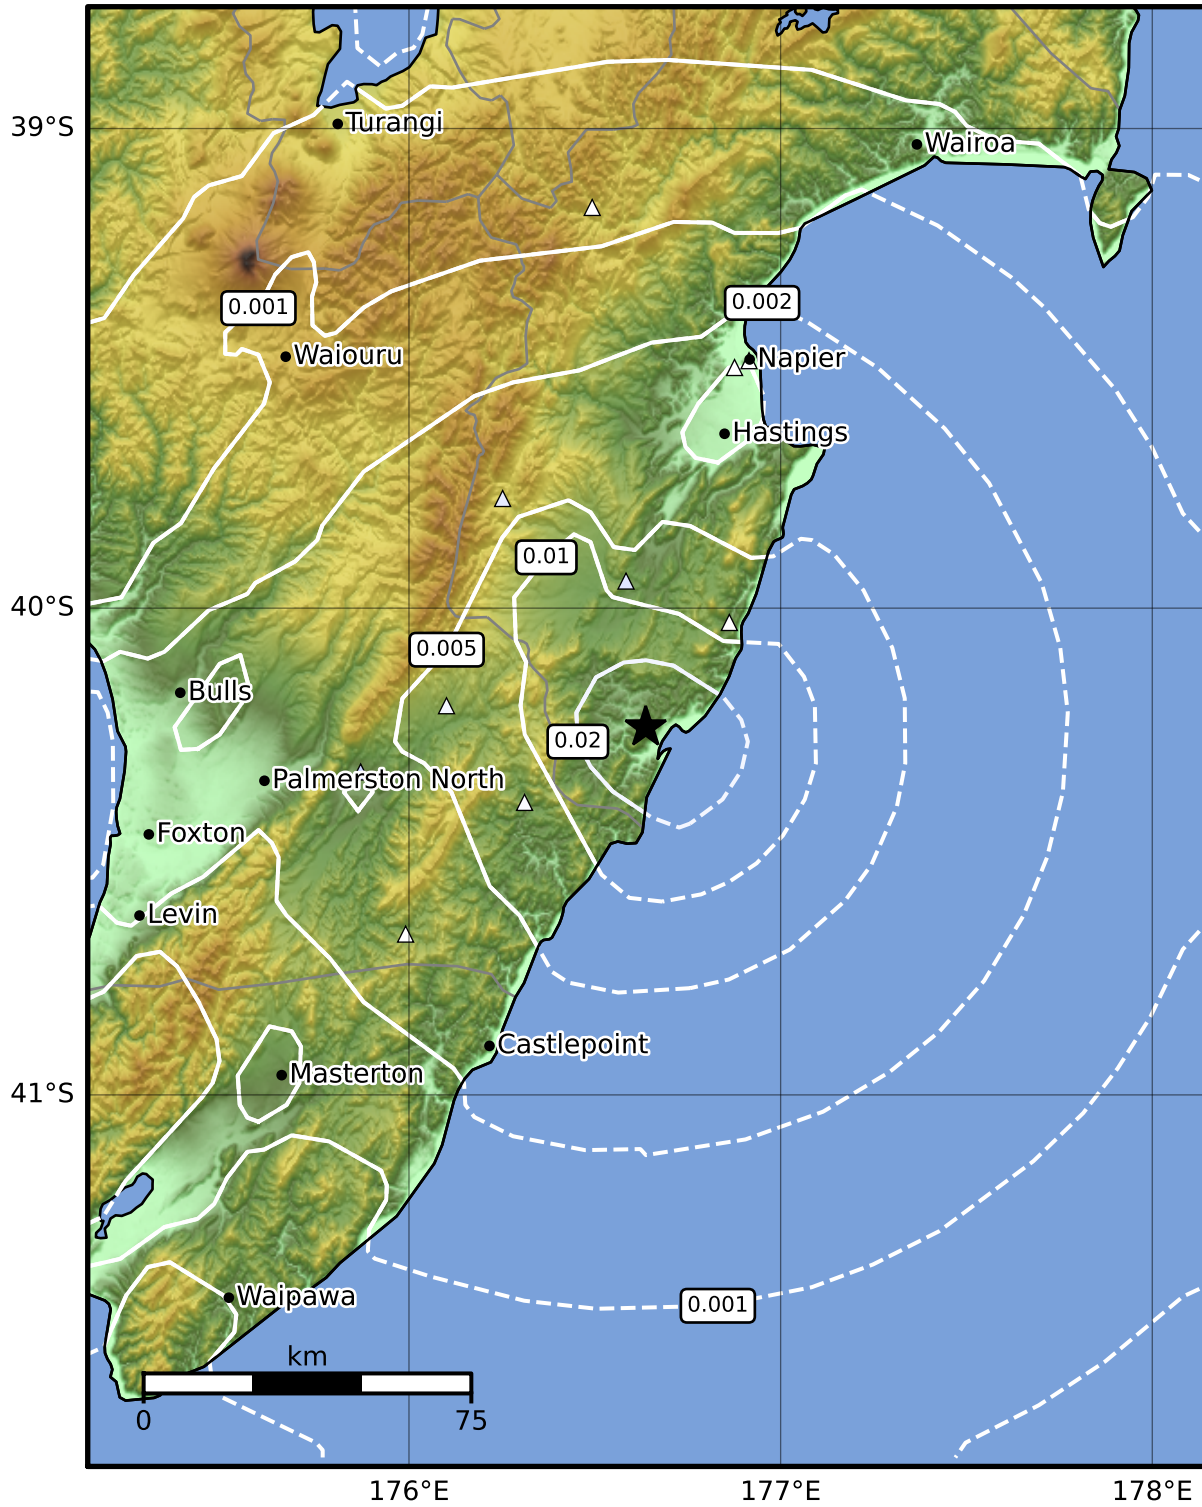 Turangi
39°S
Wairoa
0.001
0.002
Waiouru
Napier
Hastings
0.01
40°S
0.005
Bulls
0.02
Palmerston North
Foxton
Levin
Castlepoint
Masterton
41°S
Waipawa
0.001
km
0
75
176°E
177°E
178°E